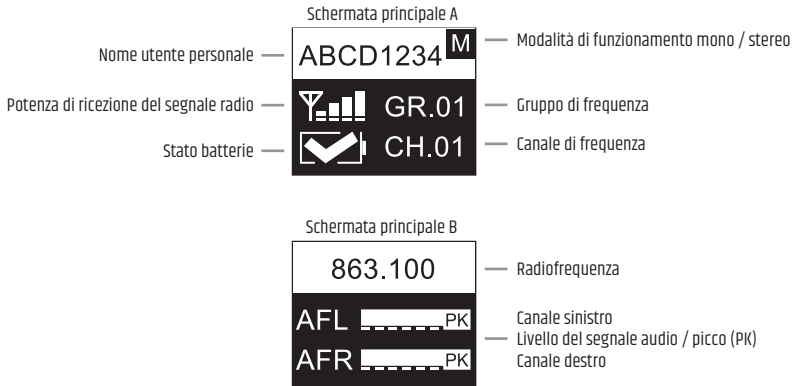 Schermata principale A
Nome utente personale
ABCD1234 M
Modalità di funzionamento mono / stereo
Potenza di ricezione del segnale radio
GR.01
Gruppo di frequenza
Stato batterie
CH.01
Canale di frequenza
Schermata principale B
863.100
Radiofrequenza
AFL PK
Canale sinistro
Livello del segnale audio / picco (PK)
AFR PK
Canale destro